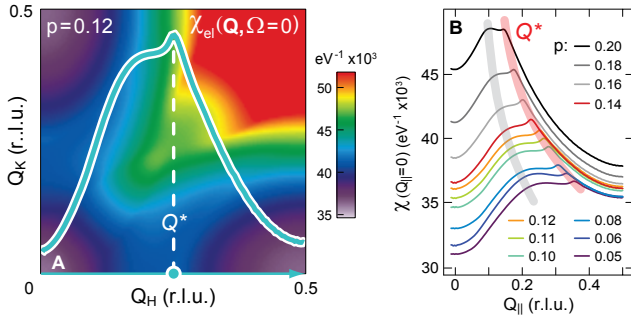 p=0.12
χel(Q,Ω=0)
0.5
QK (r.l.u.)
Q*
A
0
QH (r.l.u.)
0.5
eV⁻¹ x10³
50
45
40
35
B
Q*
p:
0.20
0.18
0.16
0.14
χ(Q||=0) (eV⁻¹ x10³)
45
40
35
30
0.12
0.11
0.10
0.08
0.06
0.05
0
0.2
0.4
Q|| (r.l.u.)